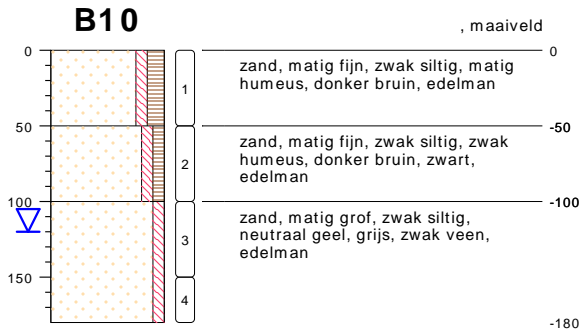 B10
, maaiveld
0
0
1
zand, matig fijn, zwak siltig, matig
humeus, donker bruin, edelman
50
-50
2
zand, matig fijn, zwak siltig, zwak
humeus, donker bruin, zwart,
edelman
100
-100
3
zand, matig grof, zwak siltig,
neutraal geel, grijs, zwak veen,
edelman
150
4
-180